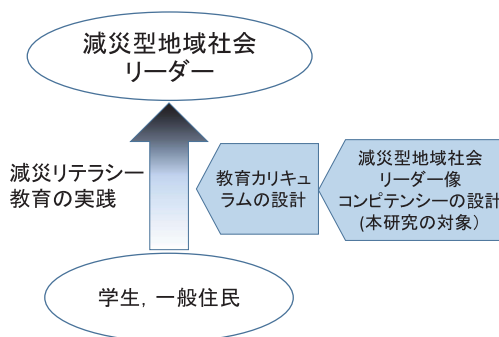 減災型地域社会
リーダー
減災リテラシー
教育の実践
教育カリキュ
ラムの設計
減災型地域社会
リーダー像
コンピテンシーの設計
(本研究の対象）
学生，一般住民